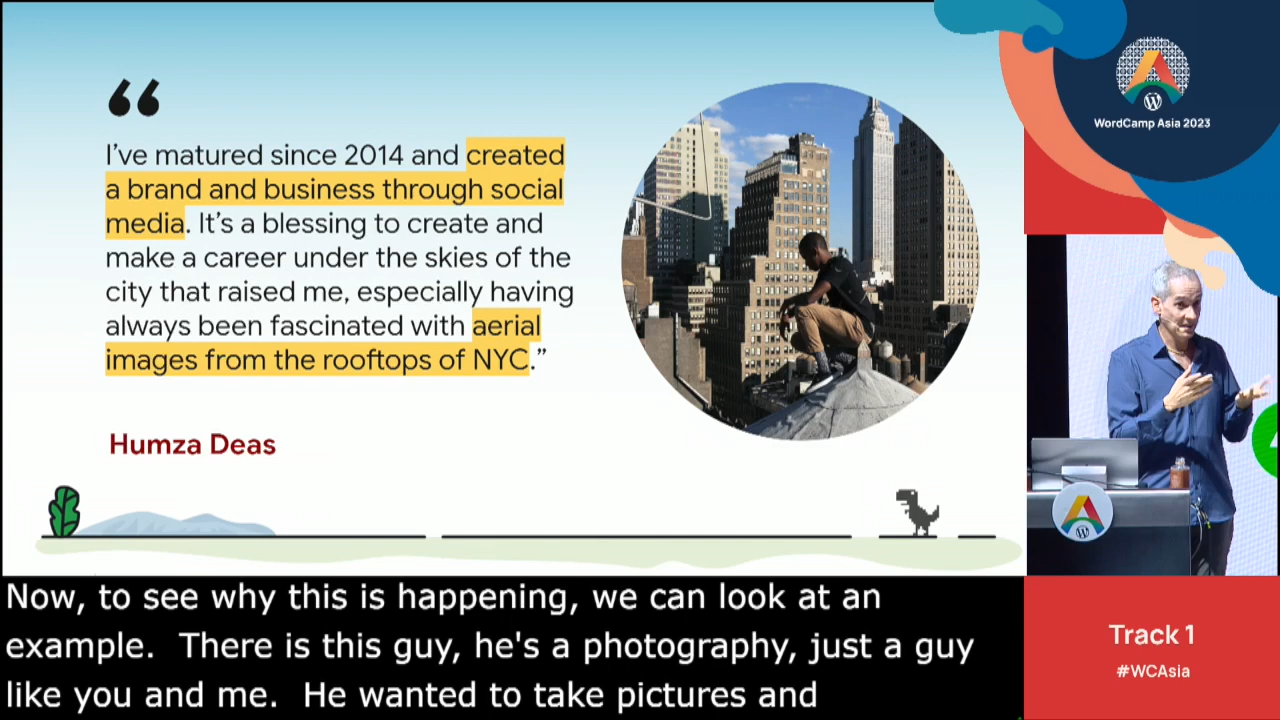 “
I’ve matured since 2014 and created
a brand and business through social
media. It’s a blessing to create and
make a career under the skies of the
city that raised me, especially having
always been fascinated with aerial
images from the rooftops of NYC.”
Humza Deas
WordCamp Asia 2023
Now, to see why this is happening, we can look at an
example.  There is this guy, he's a photography, just a guy
like you and me.  He wanted to take pictures and
Track 1
#WCAsia